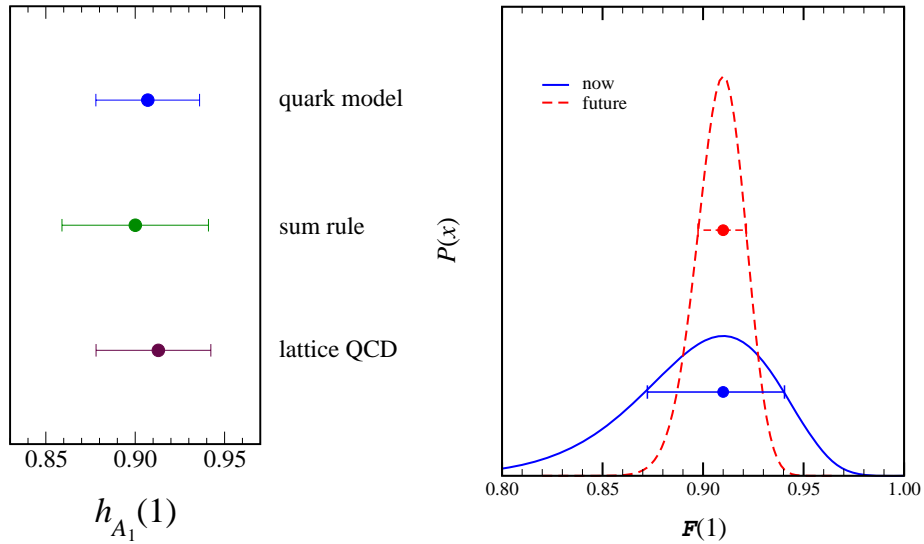 quark model
sum rule
lattice QCD
0.85 0.90 0.95
h_{A_1}(1)
now
future
P(x)
0.80 0.85 0.90 0.95 1.00
F(1)